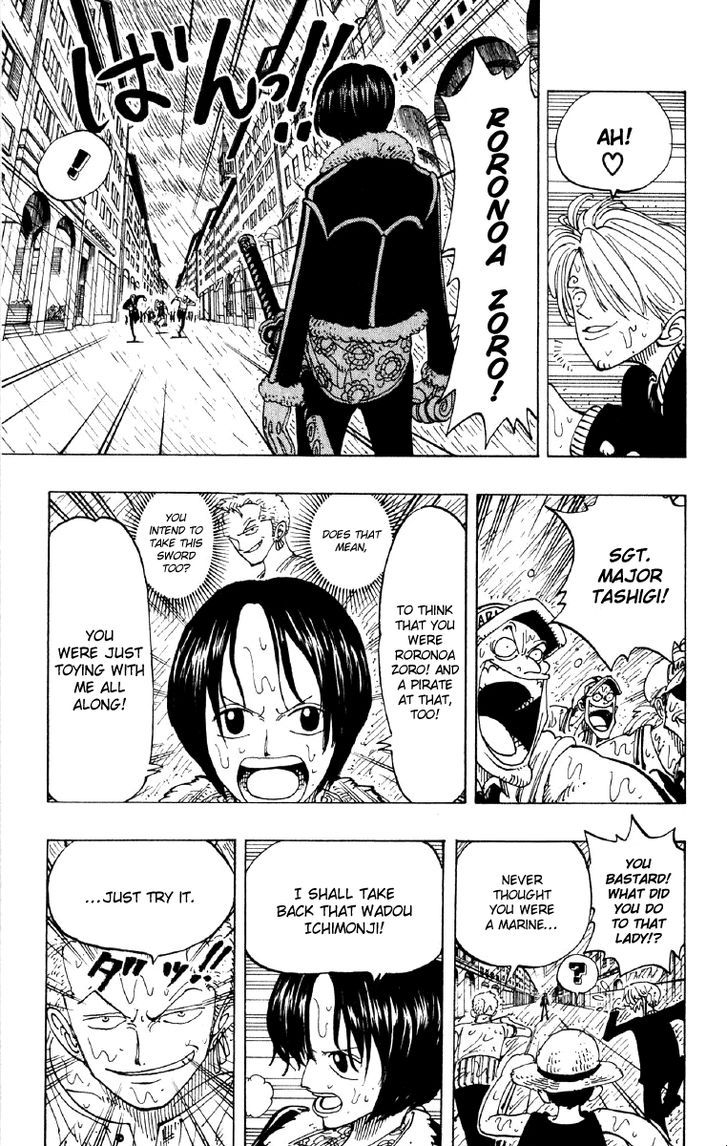 AH!
♡
RORONOA ZORO!
ばんっ!!
!
SGT.
MAJOR
TASHIGI!
DOES THAT
MEAN,
YOU
INTEND TO
TAKE THIS
SWORD
TOO?
TO THINK
THAT YOU
WERE
RORONOA
ZORO! AND
A PIRATE
AT THAT,
TOO!
YOU
WERE JUST
TOYING WITH
ME ALL
ALONG!
YOU
BASTARD!
WHAT DID
YOU DO
TO THAT
LADY!?
NEVER
THOUGHT
YOU WERE
A MARINE...
?
I SHALL TAKE
BACK THAT WADOU
ICHIMONJI!
...JUST TRY IT.
ダッ!!